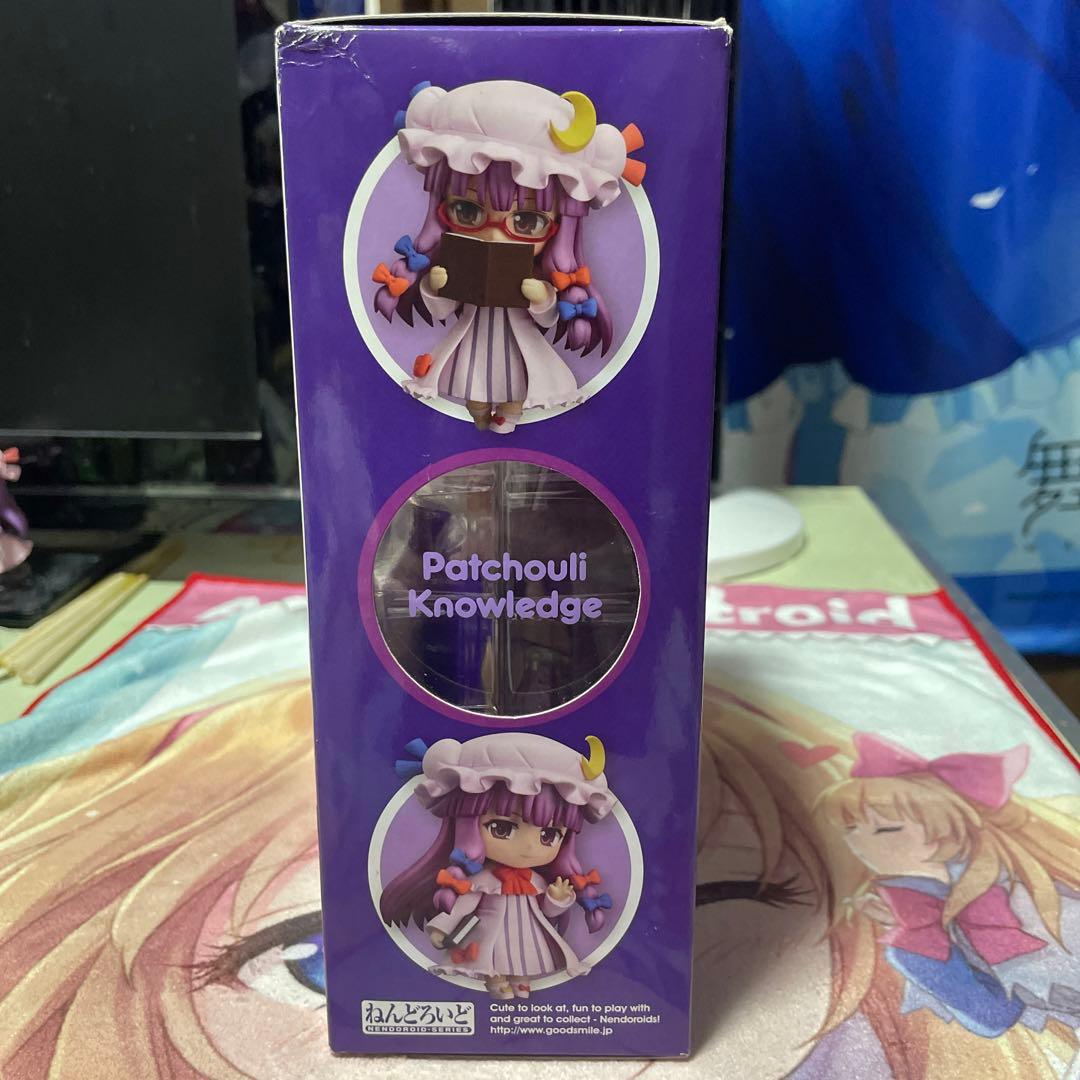 Patchouli
Knowledge
troid
ねんどろいど
NENDOROID·SERIES
Cute to look at, fun to play with
and great to collect - Nendoroids!
http://www.goodsmile.jp